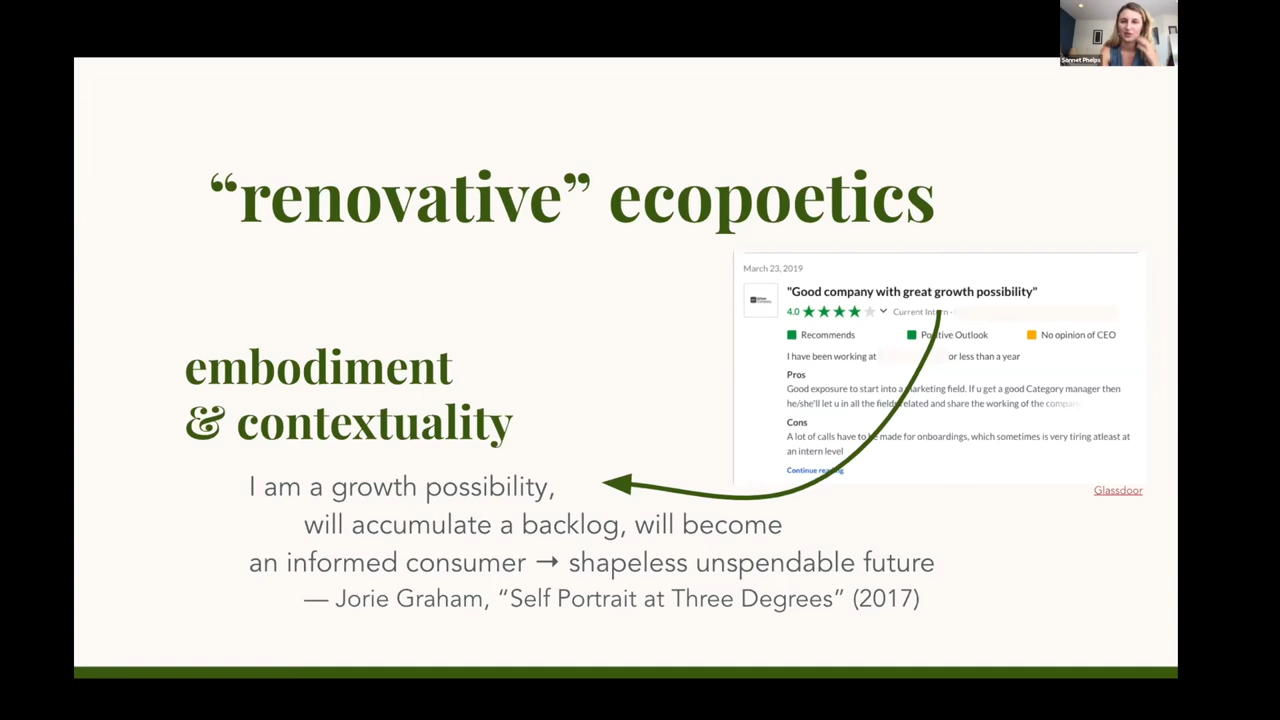 Sonnet Phelps
“renovative” ecopoetics
March 23, 2019
"Good company with great growth possibility"
4.0
Current Intern -
Recommends
Positive Outlook
No opinion of CEO
I have been working at
or less than a year
Pros
Good exposure to start into a marketing field. If u get a good Category manager then
he/she'll let u in all the fields related and share the working of the company
Cons
A lot of calls have to be made for onboardings, which sometimes is very tiring atleast at
an intern level
Continue reading
Glassdoor
embodiment
& contextuality
I am a growth possibility,
will accumulate a backlog, will become
an informed consumer → shapeless unspendable future
— Jorie Graham, “Self Portrait at Three Degrees” (2017)